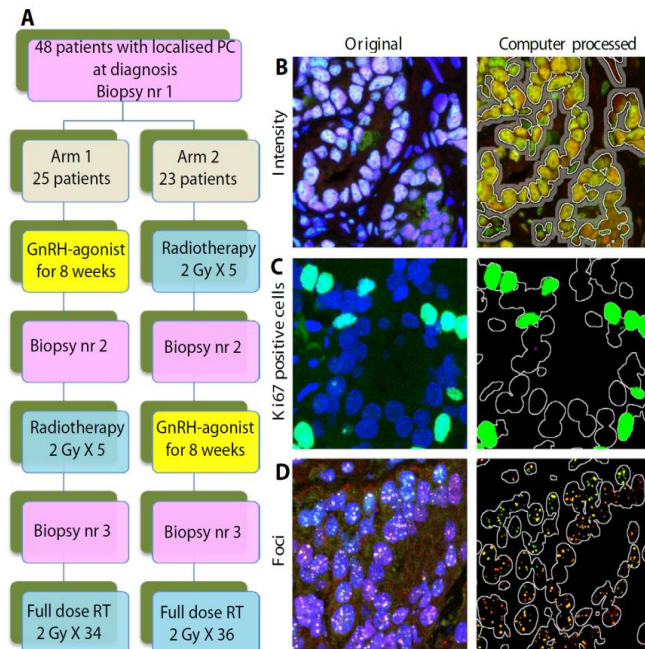 A
48 patients with localised PC
at diagnosis
Biopsy nr 1
Arm 1
25 patients
Arm 2
23 patients
GnRH-agonist
for 8 weeks
Radiotherapy
2 Gy X 5
Biopsy nr 2
Biopsy nr 2
Radiotherapy
2 Gy X 5
GnRH-agonist
for 8 weeks
Biopsy nr 3
Biopsy nr 3
Full dose RT
2 Gy X 34
Full dose RT
2 Gy X 36
Original
Computer processed
B
Intensity
C
Ki67 positive cells
D
Foci